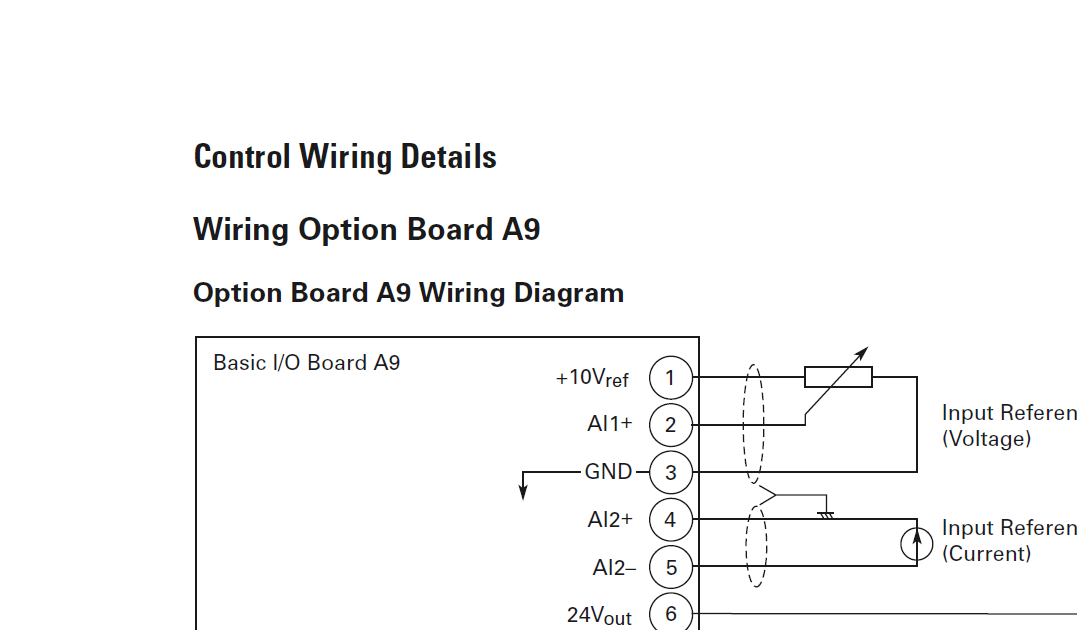 Control Wiring Details
Wiring Option Board A9
Option Board A9 Wiring Diagram
Basic I/O Board A9
+10Vref 1
AI1+ 2
Input Referen
(Voltage)
GND 3
AI2+ 4
Input Referen
(Current)
AI2– 5
24Vout 6